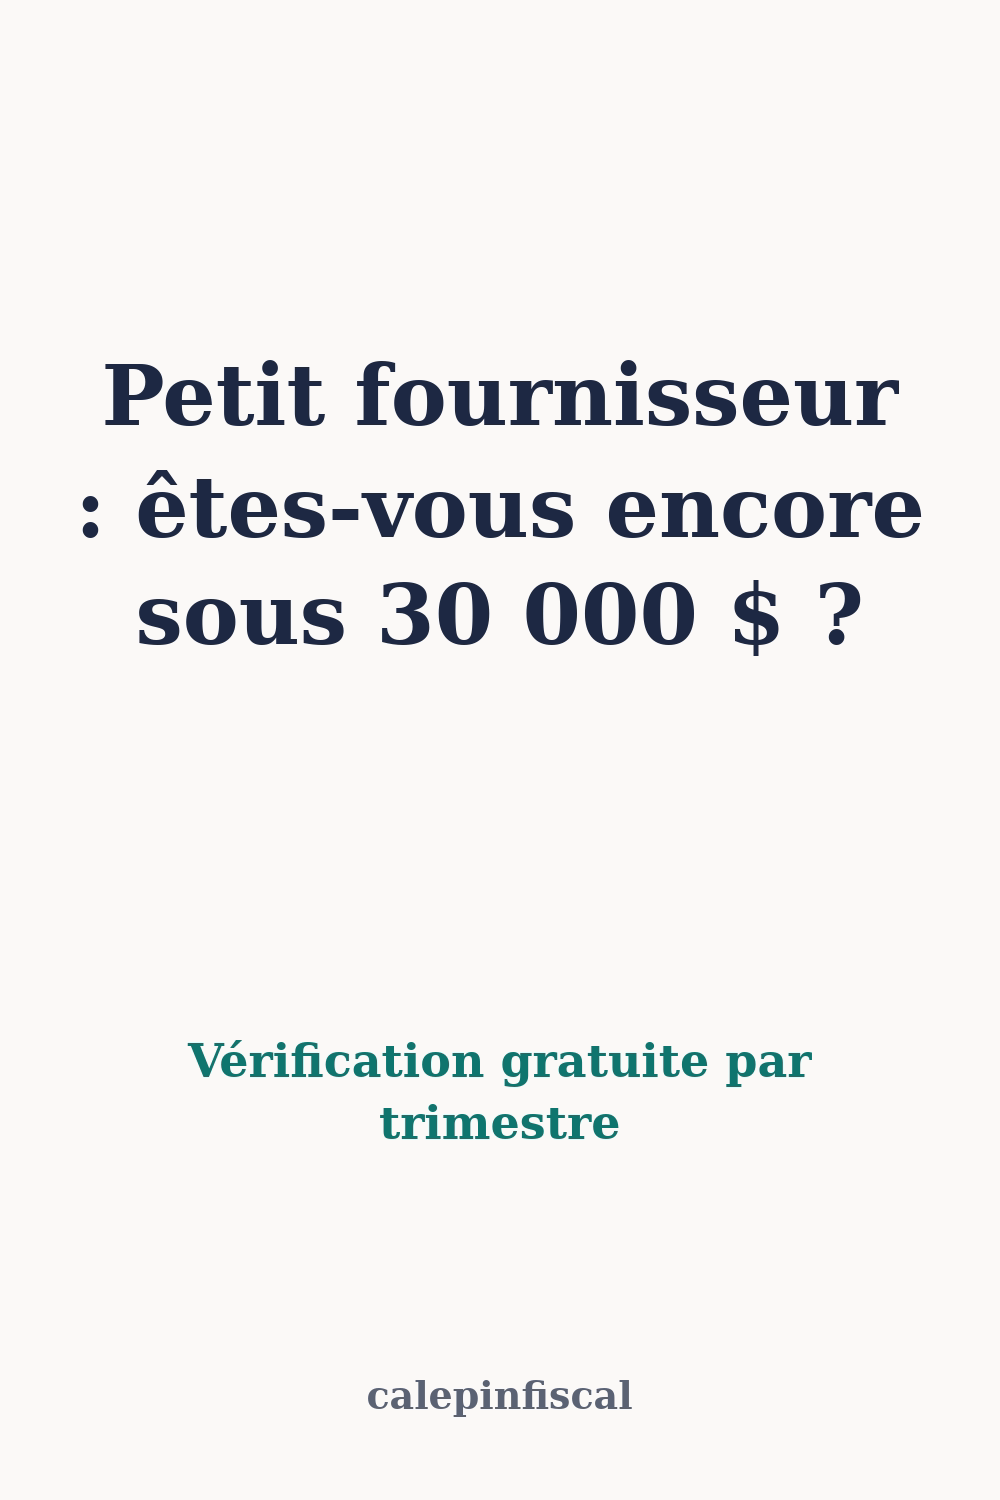 Petit fournisseur
: êtes-vous encore
sous 30 000 $ ?
Vérification gratuite par
trimestre
calepinfiscal